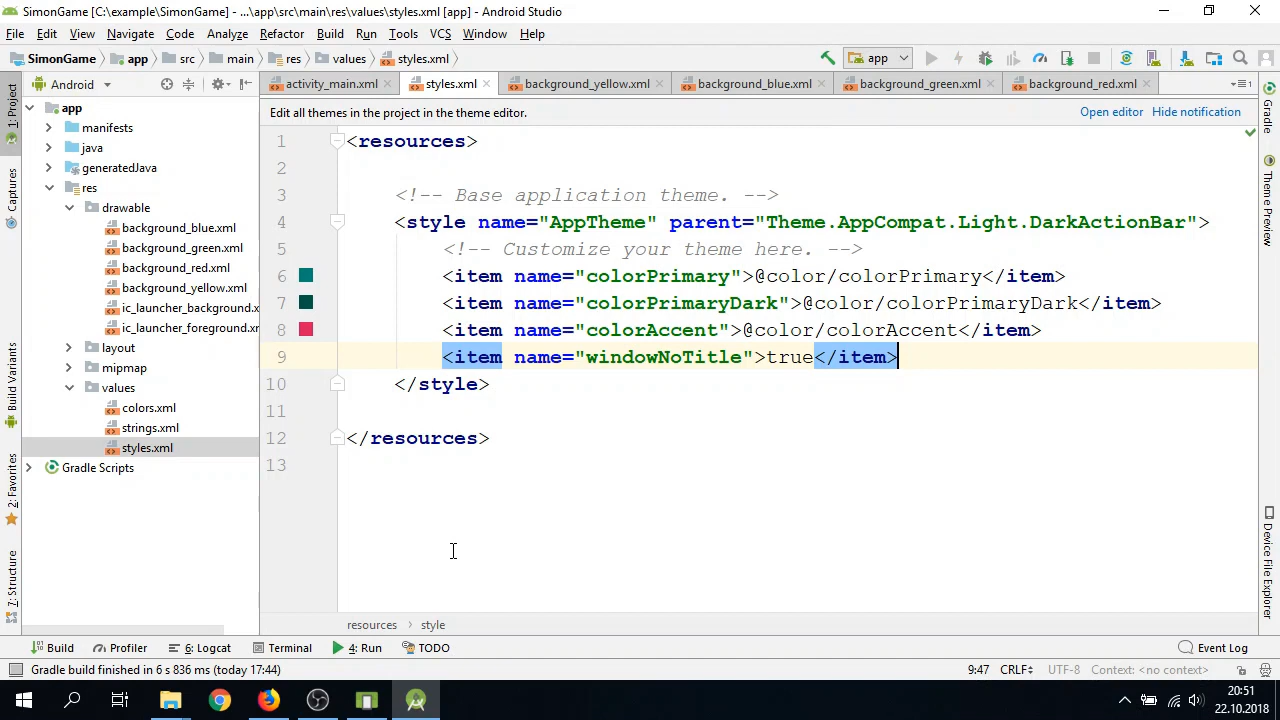 SimonGame [C:\example\SimonGame] - ...\app\src\main\res\values\styles.xml [app] - Android Studio
File Edit View Navigate Code Analyze Refactor Build Run Tools VCS Window Help
SimonGame app src main res values styles.xml app
Android activity_main.xml styles.xml background_yellow.xml background_blue.xml background_green.xml background_red.xml
Edit all themes in the project in the theme editor. Open editor Hide notification
1: Project
Captures
Build Variants
2: Favorites
7: Structure
app
manifests
java
generatedJava
res
drawable
background_blue.xml
background_green.xml
background_red.xml
background_yellow.xml
ic_launcher_background.x
ic_launcher_foreground.xr
layout
mipmap
values
colors.xml
strings.xml
styles.xml
Gradle Scripts
1 <resources>
2
3 <!-- Base application theme. -->
4 <style name="AppTheme" parent="Theme.AppCompat.Light.DarkActionBar">
5 <!-- Customize your theme here. -->
6 <item name="colorPrimary">@color/colorPrimary</item>
7 <item name="colorPrimaryDark">@color/colorPrimaryDark</item>
8 <item name="colorAccent">@color/colorAccent</item>
9 <item name="windowNoTitle">true</item>
10 </style>
11
12 </resources>
13
Gradle
Theme Preview
Device File Explorer
resources style
Build Profiler 6: Logcat Terminal 4: Run TODO Event Log
Gradle build finished in 6 s 836 ms (today 17:44) 9:47 CRLF UTF-8 Context: <no context>
20:51
22.10.2018